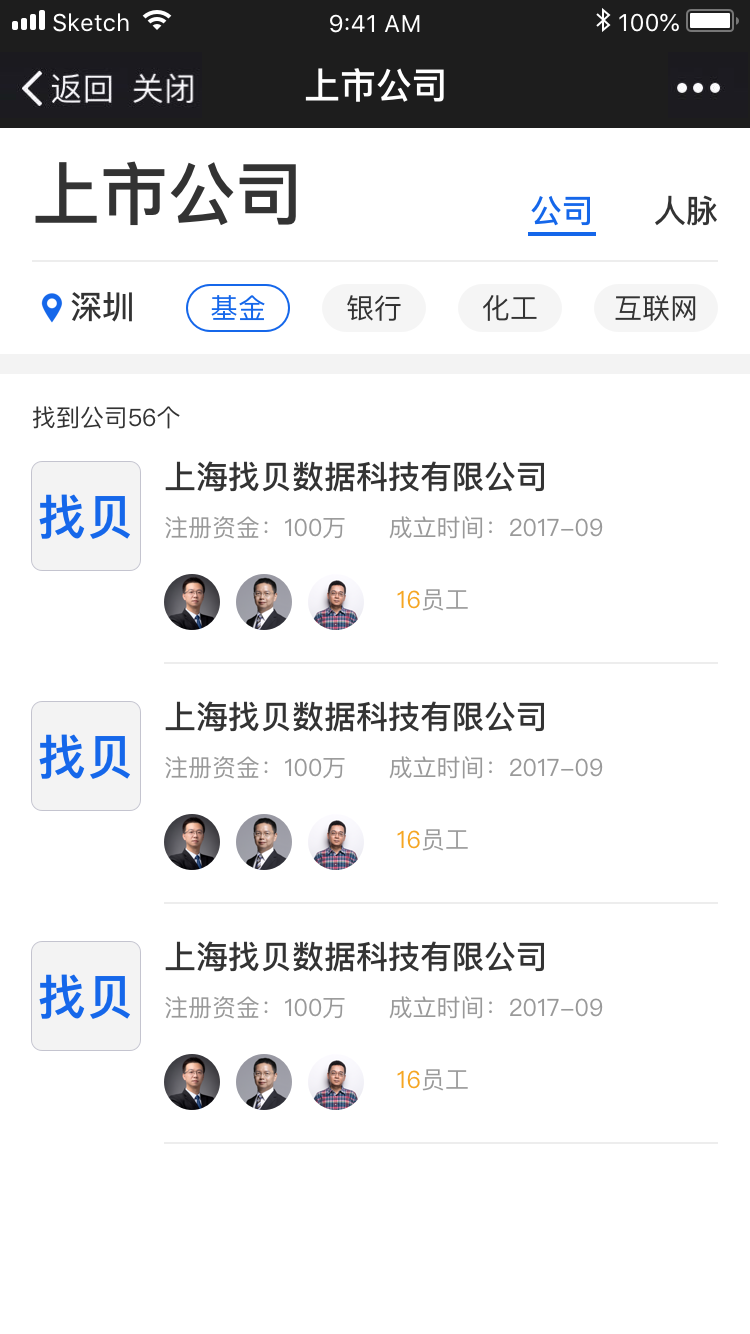 Sketch 9:41 AM 100%
返回 关闭 上市公司
上市公司 公司 人脉
深圳 基金 银行 化工 互联网
找到公司56个
找贝 上海找贝数据科技有限公司
注册资金：100万 成立时间：2017-09
16员工
找贝 上海找贝数据科技有限公司
注册资金：100万 成立时间：2017-09
16员工
找贝 上海找贝数据科技有限公司
注册资金：100万 成立时间：2017-09
16员工